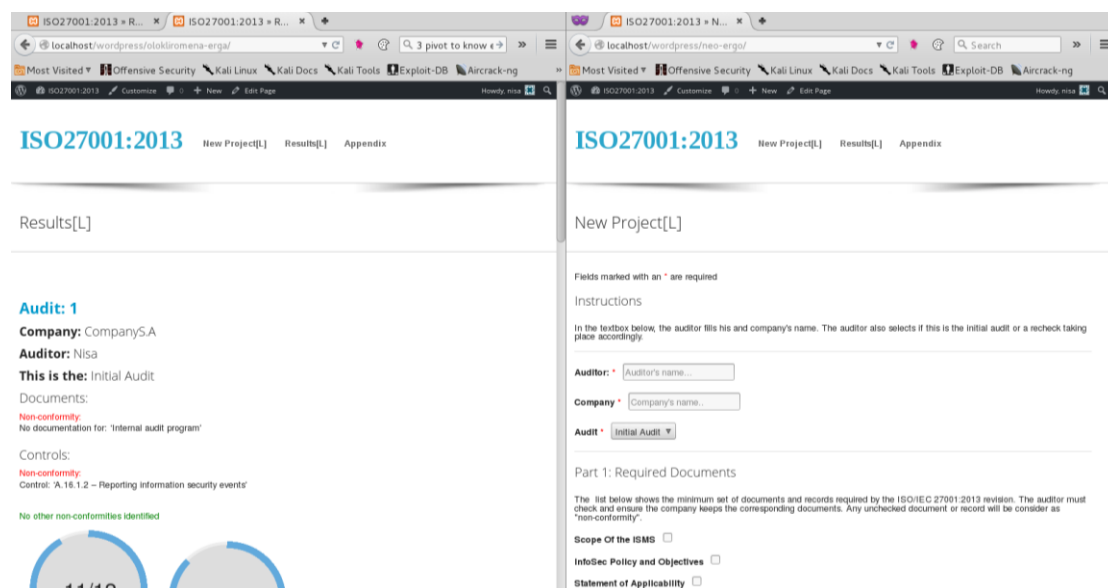 ISO27001:2013 » R... × ISO27001:2013 » R... ×
localhost/wordpress/olokliromena-erga/ 3 pivot to know e
Most Visited Offensive Security Kali Linux Kali Docs Kali Tools Exploit-DB Aircrack-ng »
ISO27001:2013 Customize 0 + New Edit Page Howdy, nisa
ISO27001:2013 New Project[L] Results[L] Appendix
Results[L]
Audit: 1
Company: CompanyS.A
Auditor: Nisa
This is the: Initial Audit
Documents:
Non-conformity:
No documentation for: 'Internal audit program'
Controls:
Non-conformity:
Control: 'A.16.1.2 – Reporting information security events'
No other non-conformities identified
ISO27001:2013 » N... ×
localhost/wordpress/neo-ergo/ Search
Most Visited Offensive Security Kali Linux Kali Docs Kali Tools Exploit-DB Aircrack-ng
ISO27001:2013 Customize 0 + New Edit Page Howdy, nisa
ISO27001:2013 New Project[L] Results[L] Appendix
New Project[L]
Fields marked with an * are required
Instructions
In the textbox below, the auditor fills his and company's name. The auditor also selects if this is the initial audit or a recheck taking
place accordingly.
Auditor: * Auditor's name...
Company * Company's name..
Audit * Initial Audit
Part 1: Required Documents
The list below shows the minimum set of documents and records required by the ISO/IEC 27001:2013 revision. The auditor must
check and ensure the company keeps the corresponding documents. Any unchecked document or record will be consider as
"non-conformity".
Scope Of the ISMS
InfoSec Policy and Objectives
Statement of Applicability